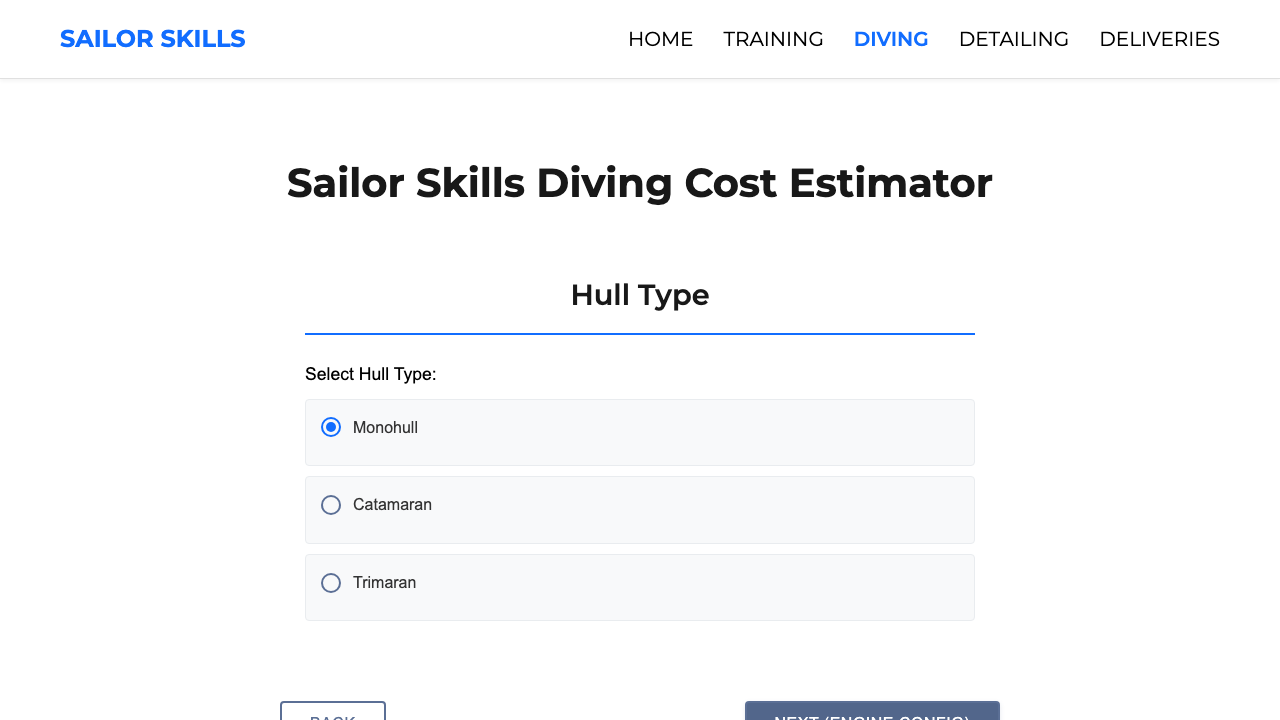 SAILOR SKILLS
HOME TRAINING DIVING DETAILING DELIVERIES
Sailor Skills Diving Cost Estimator
Hull Type
Select Hull Type:
Monohull
Catamaran
Trimaran
BACK NEXT (ENGINE CONFIG)